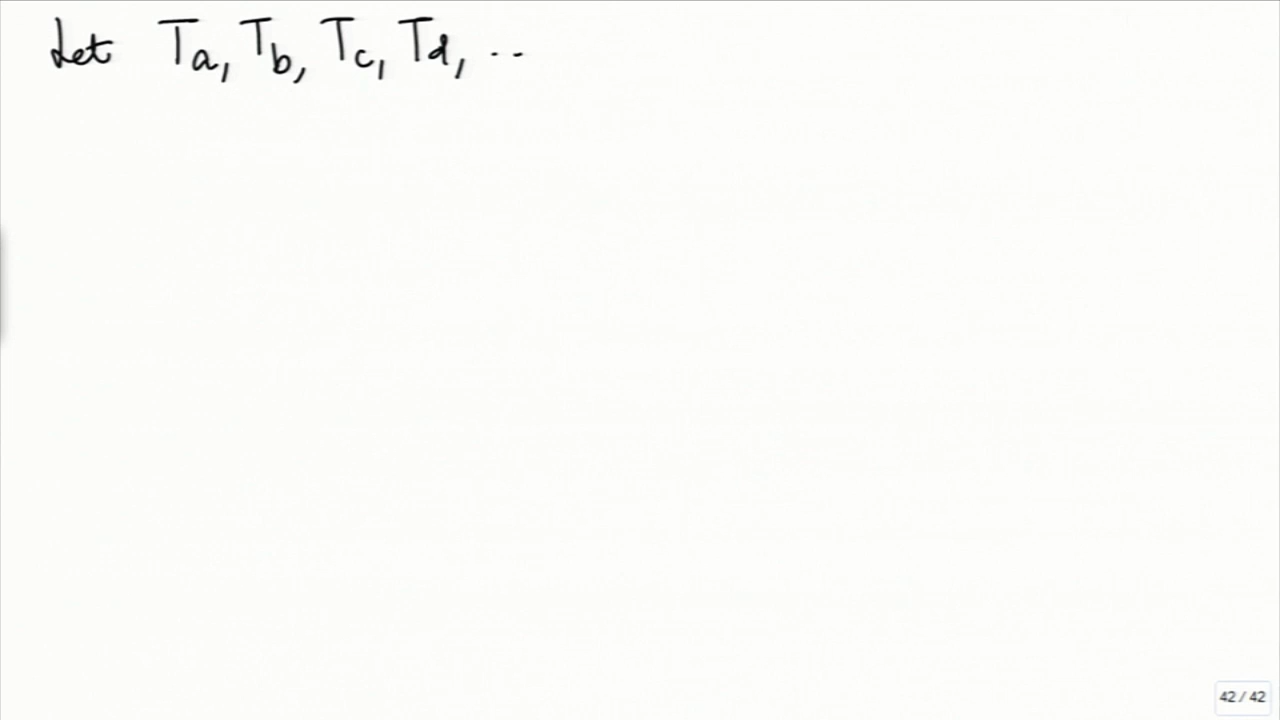 Let Ta, Tb, Tc, Td, ..
42 / 42